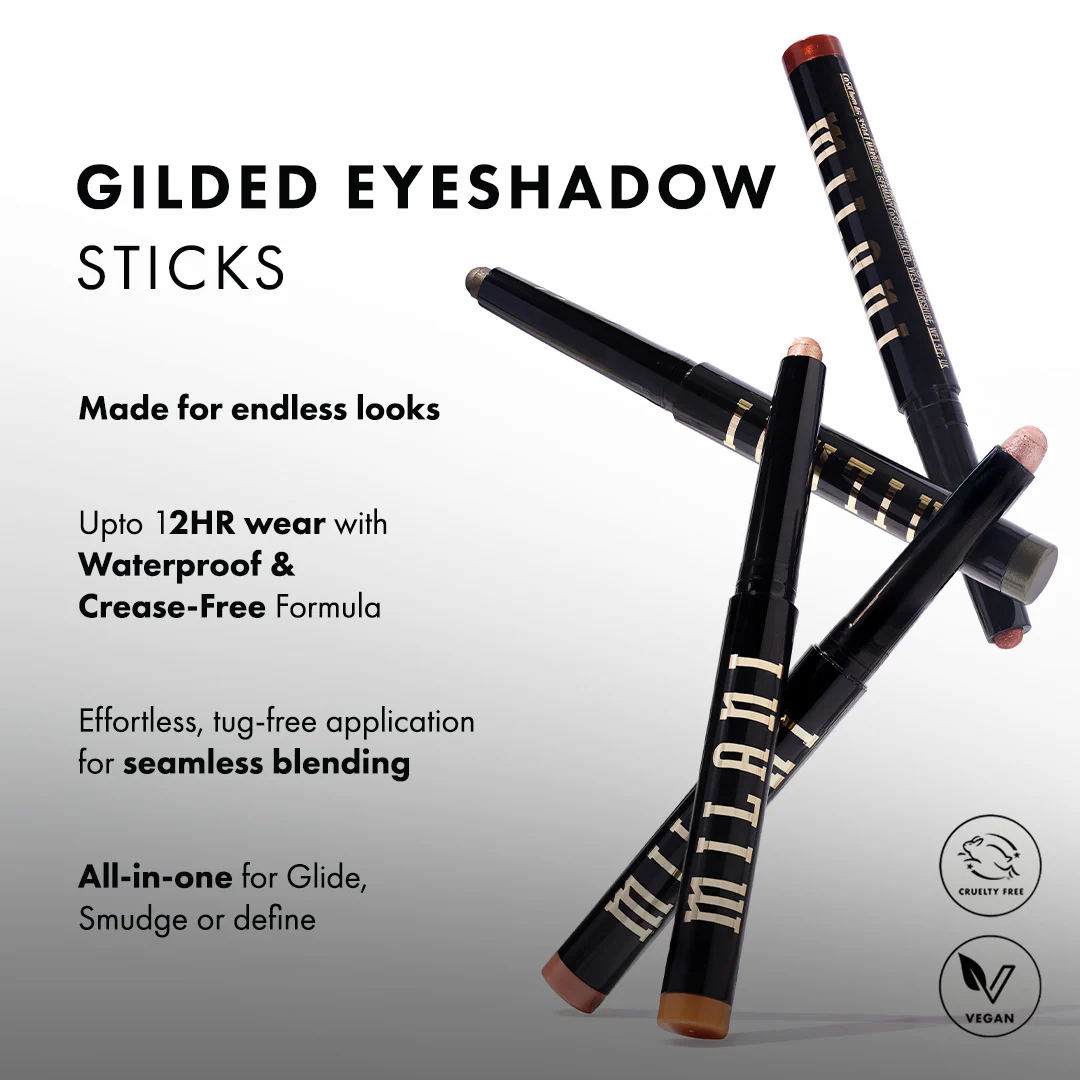 GILDED EYESHADOW
STICKS
Made for endless looks
Upto 12HR wear with
Waterproof &
Crease-Free Formula
Effortless, tug-free application
for seamless blending
All-in-one for Glide,
Smudge or define
MILANI
MILANI
MILANI
MILANI
CRUELTY FREE
VEGAN